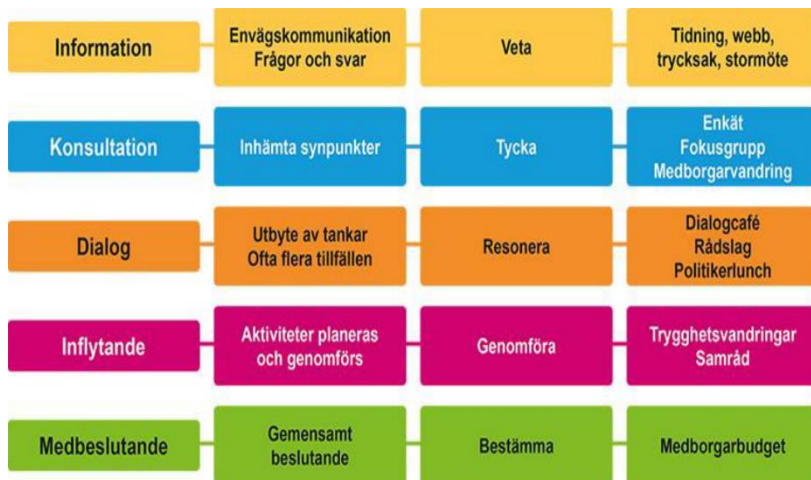 Information
Envägskommunikation
Frågor och svar
Veta
Tidning, webb,
trycksak, stormöte
Konsultation
Inhämta synpunkter
Tycka
Enkät
Fokusgrupp
Medborgarvandring
Dialog
Utbyte av tankar
Ofta flera tillfällen
Resonera
Dialogcafé
Rådslag
Politikerlunch
Inflytande
Aktiviteter planeras
och genomförs
Genomföra
Trygghetsvandringar
Samråd
Medbeslutande
Gemensamt
beslutande
Bestämma
Medborgarbudget